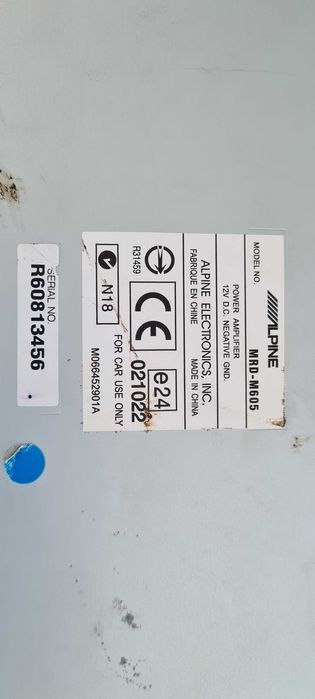 ALPINE
MODEL NO. MRD-M605
POWER AMPLIFIER
12V D.C. NEGATIVE GND.
ALPINE ELECTRONICS, INC.
FABRIQUE EN CHINE MADE IN CHINA
R31459
CE
e24
021022
N18
FOR CAR USE ONLY
M066452901A
SERIAL NO.
R60813456